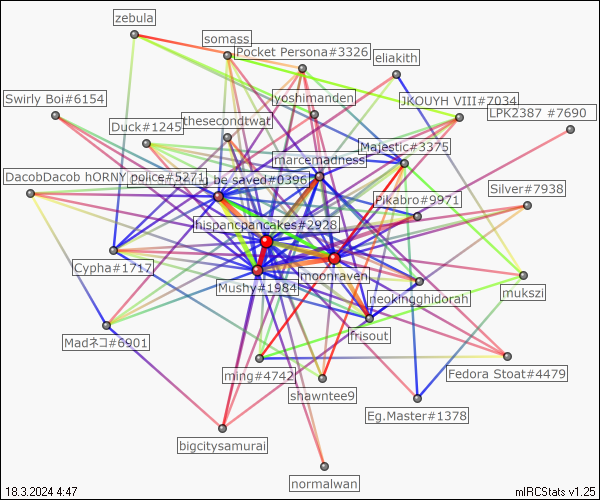 zebula
somass
Pocket Persona#3326
eliakith
Swirly Boi#6154
yoshimanden
JKOUYH VIII#7034
LPK2387 #7690
thesecondtwat
Duck#1245
Majestic#3375
marcemadness
DacobDacob hORNY police#5271
be saved#0396
Silver#7938
Pikabro#9971
hispancpancakes#2928
Cypha#1717
moonraven
Mushy#1984
neokingghidorah
mukszi
Madネコ#6901
frisout
ming#4742
Fedora Stoat#4479
shawntee9
Eg.Master#1378
bigcitysamurai
normalwan
18.3.2024 4:47
mIRCStats v1.25